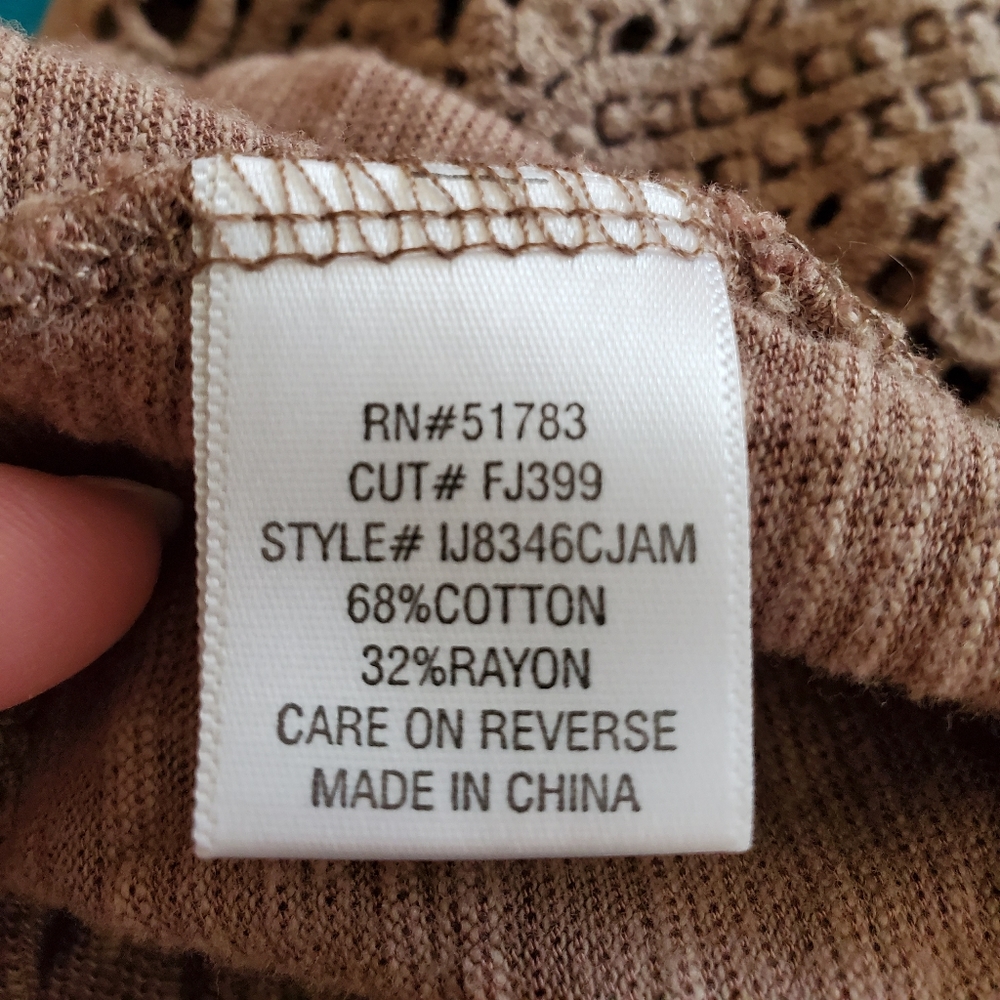 RN#51783
CUT# FJ399
STYLE# IJ8346CJAM
68%COTTON
32%RAYON
CARE ON REVERSE
MADE IN CHINA